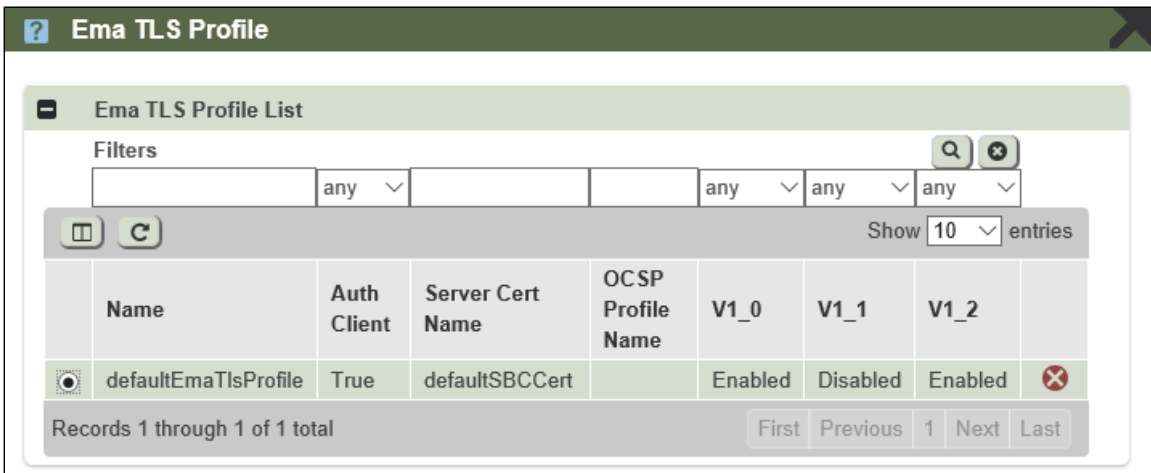 ? Ema TLS Profile
Ema TLS Profile List
Filters
any any any any
Show 10 entries
Name Auth Client Server Cert Name OCSP Profile Name V1_0 V1_1 V1_2
defaultEmaTlsProfile True defaultSBCCert Enabled Disabled Enabled
Records 1 through 1 of 1 total First Previous 1 Next Last